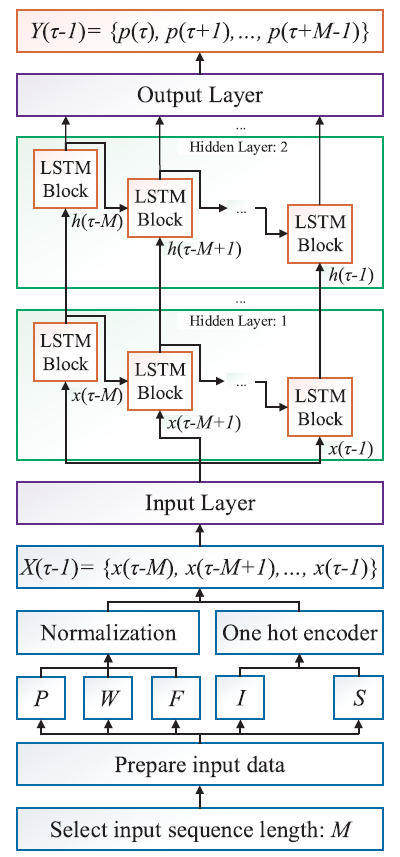 Y(τ-1)= {p(τ), p(τ+1),..., p(τ+M-1)}
Output Layer
...
Hidden Layer: 2
LSTM
Block
h(τ-M)
LSTM
Block
h(τ-M+1)
...
LSTM
Block
h(τ-1)
...
Hidden Layer: 1
LSTM
Block
x(τ-M)
LSTM
Block
x(τ-M+1)
...
LSTM
Block
x(τ-1)
Input Layer
X(τ-1)= {x(τ-M), x(τ-M+1),..., x(τ-1)}
Normalization
One hot encoder
P
W
F
I
S
Prepare input data
Select input sequence length: M